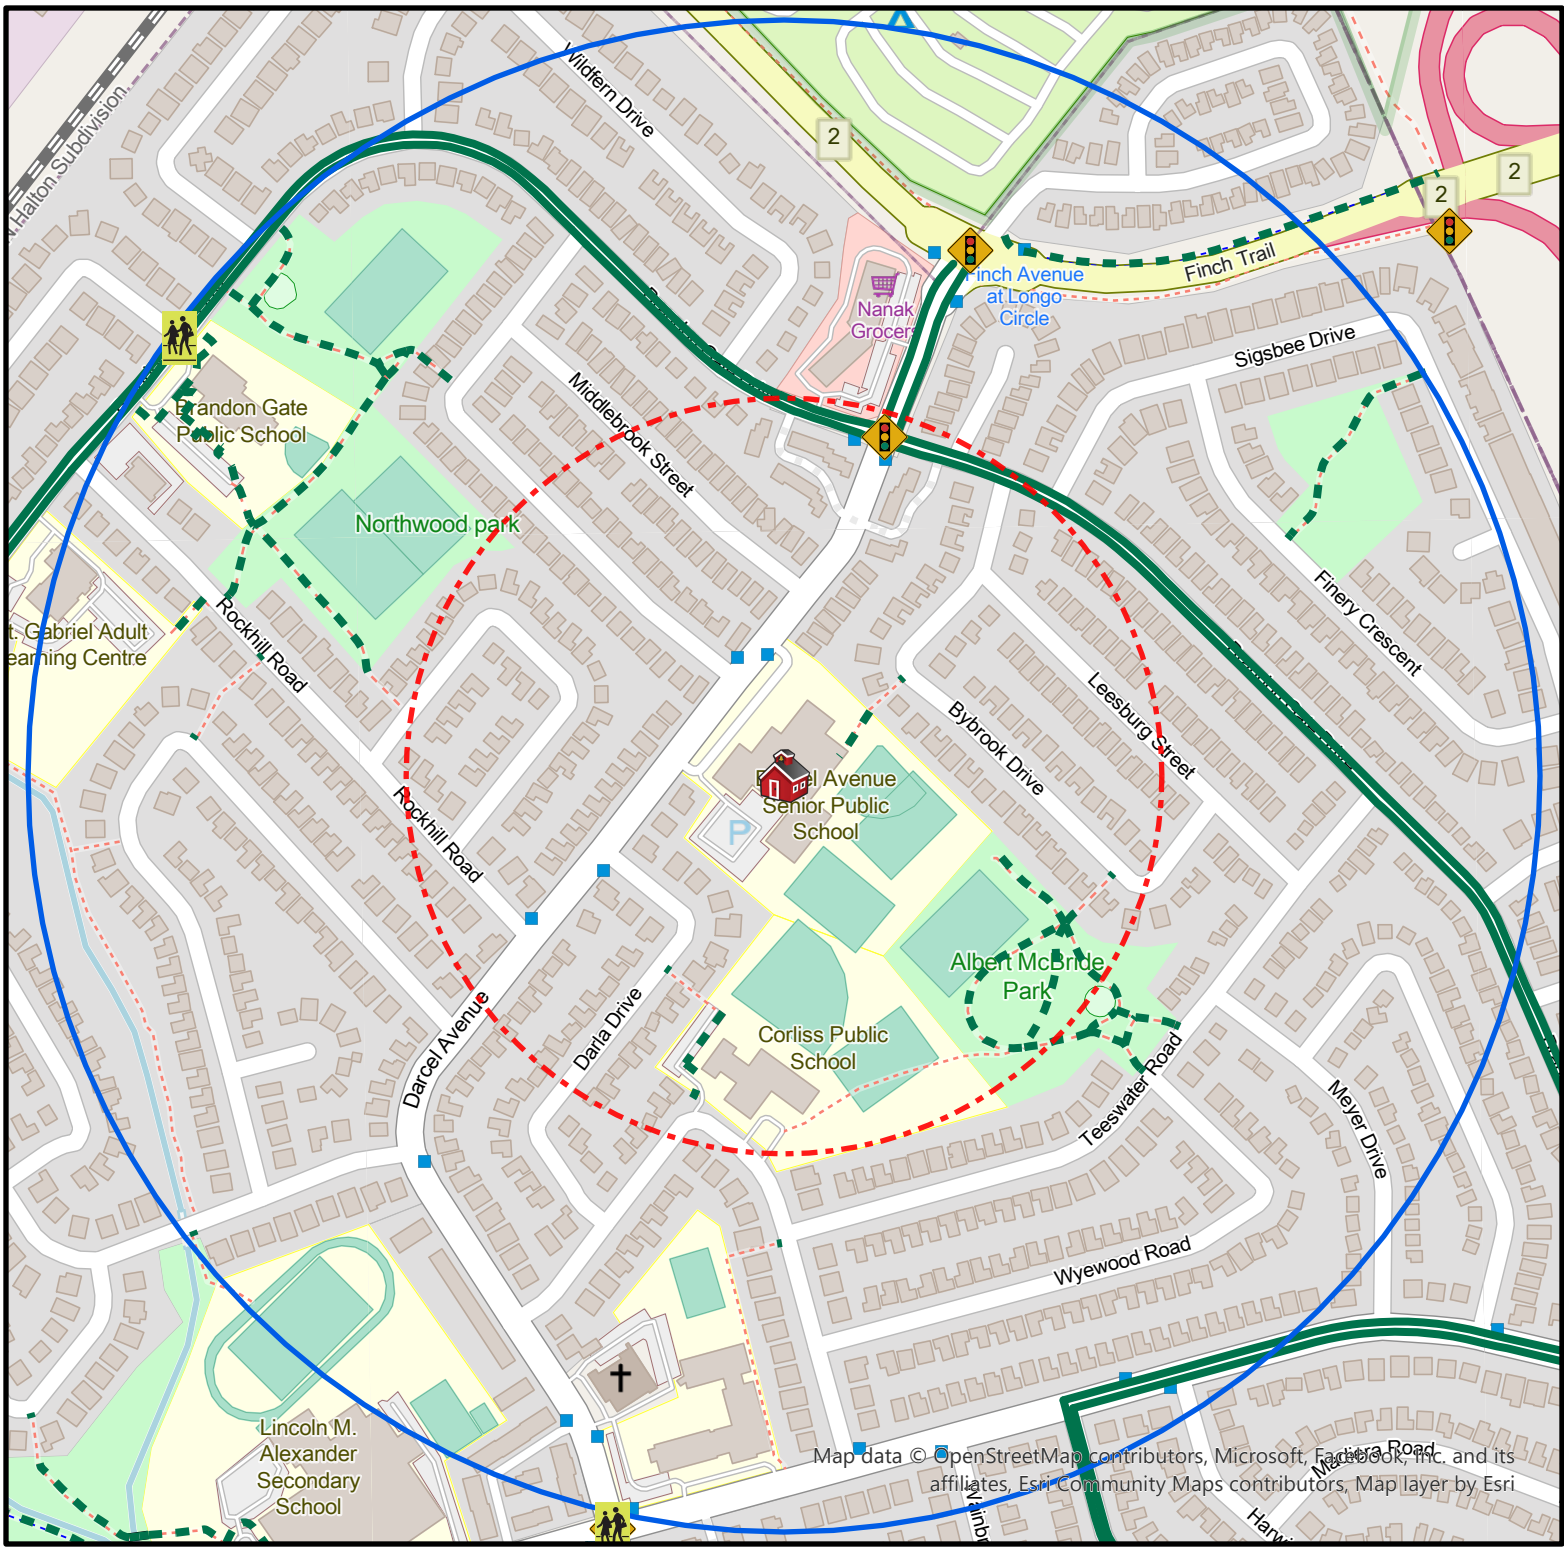 Wildfern Drive
2
2
2
N Halton Subdivision
Finch Trail
Finch Avenue
at Longo
Circle
Nanak
Grocers
Sigsbee Drive
Middlebrook Street
Brandon Gate
Public School
Northwood park
Finery Crescent
Rockhill Road
t. Gabriel Adult
earning Centre
Leesburg Street
Bybrook Drive
Avenue
Senior Public
School
P
Rockhill Road
Albert McBride
Park
Darcel Avenue
Darla Drive
Corliss Public
School
Teeswater Road
Meyer Drive
Wyewood Road
Lincoln M.
Alexander
Secondary
School
Map data © OpenStreetMap contributors, Microsoft, Facebook, Inc. and its
affiliates, Esri Community Maps contributors, Map layer by Esri
Road